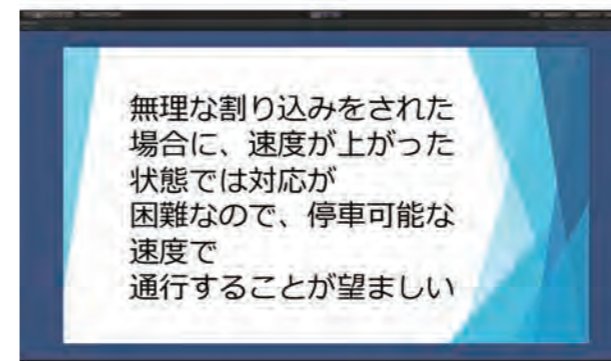 無理な割り込みをされた
場合に、速度が上がった
状態では対応が
困難なので、停車可能な
速度で
通行することが望ましい